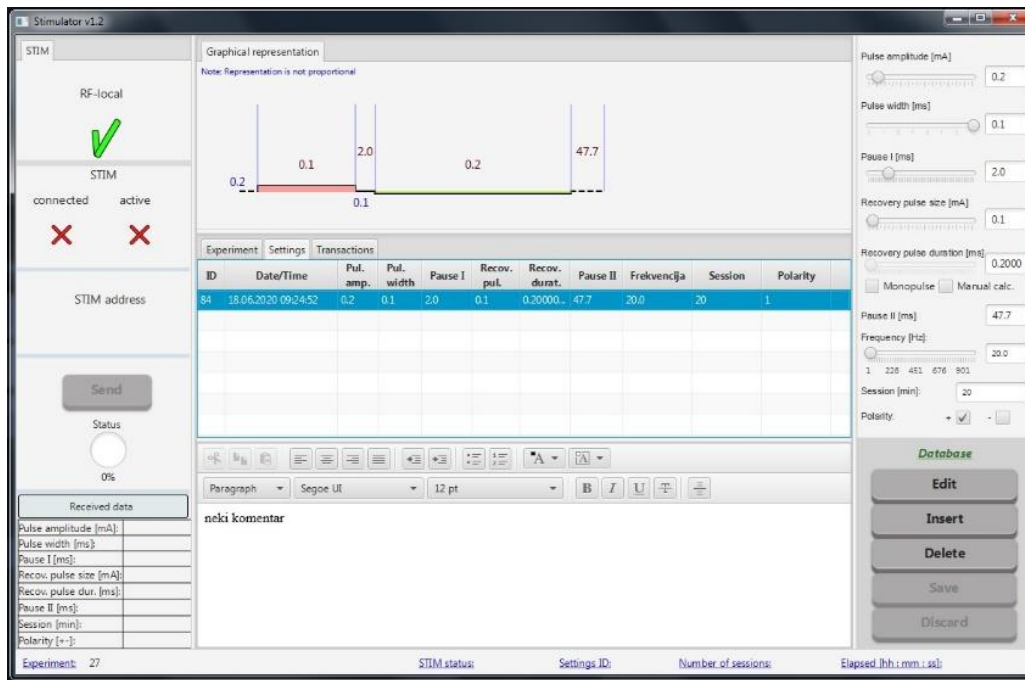 Stimulator v1.2
STIM
RF-local
STIM
connected active
STIM address
Send
Status
0%
Received data
Pulse amplitude [mA]:
Pulse width [ms]:
Pause I [ms]:
Recov. pulse size [mA]:
Recov. pulse dur. [ms]:
Pause II [ms]:
Session [min]:
Polarity [+-]:
Graphical representation
Note: Representation is not proportional
0.2 0.1 2.0 0.2 47.7
0.1
Experiment Settings Transactions
ID Date/Time Pul. amp. Pul. width Pause I Recov. pul. Recov. durat. Pause II Frekvencija Session Polarity
84 18.06.2020 09:24:52 0.2 0.1 2.0 0.1 0.20000... 47.7 20.0 20 1
Paragraph Segoe UI 12 pt B I U T
neki komentar
Pulse amplitude [mA]
0.2
Pulse width [ms]
0.1
Pause I [ms]
2.0
Recovery pulse size [mA]
0.1
Recovery pulse duration [ms]
0.2000
Monopulse Manual calc.
Pause II [ms] 47.7
Frequency [Hz]:
20.0
1 226 451 676 901
Session [min]: 20
Polarity: + -
Database
Edit
Insert
Delete
Save
Discard
Experiment: 27 STIM status: Settings ID: Number of sessions: Elapsed [hh : mm : ss]: